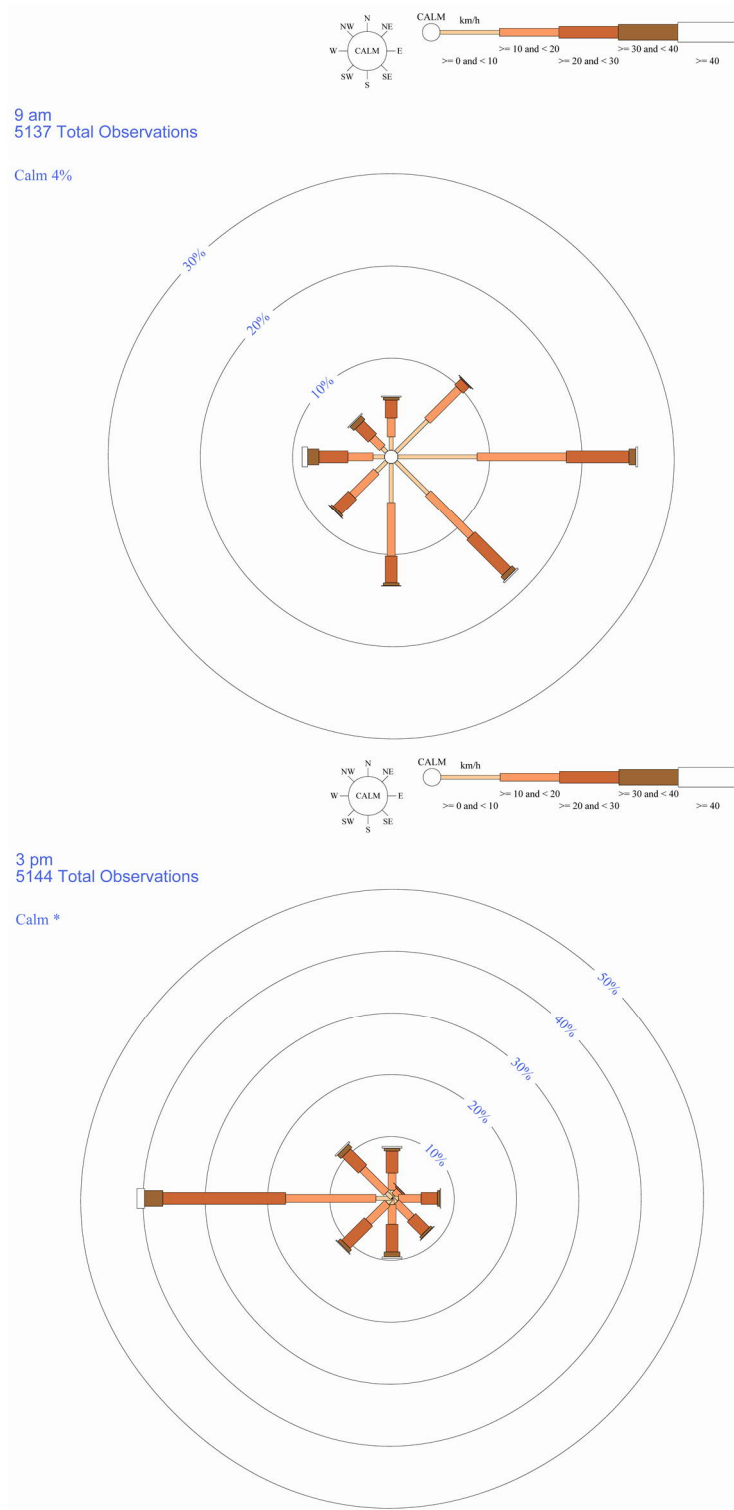 N
NW NE
W CALM E
SW SE
S
CALM km/h
>= 10 and < 20 >= 30 and < 40
>= 0 and < 10 >= 20 and < 30 >= 40
9 am
5137 Total Observations
Calm 4%
30%
20%
10%
N
NW NE
W CALM E
SW SE
S
CALM km/h
>= 10 and < 20 >= 30 and < 40
>= 0 and < 10 >= 20 and < 30 >= 40
3 pm
5144 Total Observations
Calm *
50%
40%
30%
20%
10%